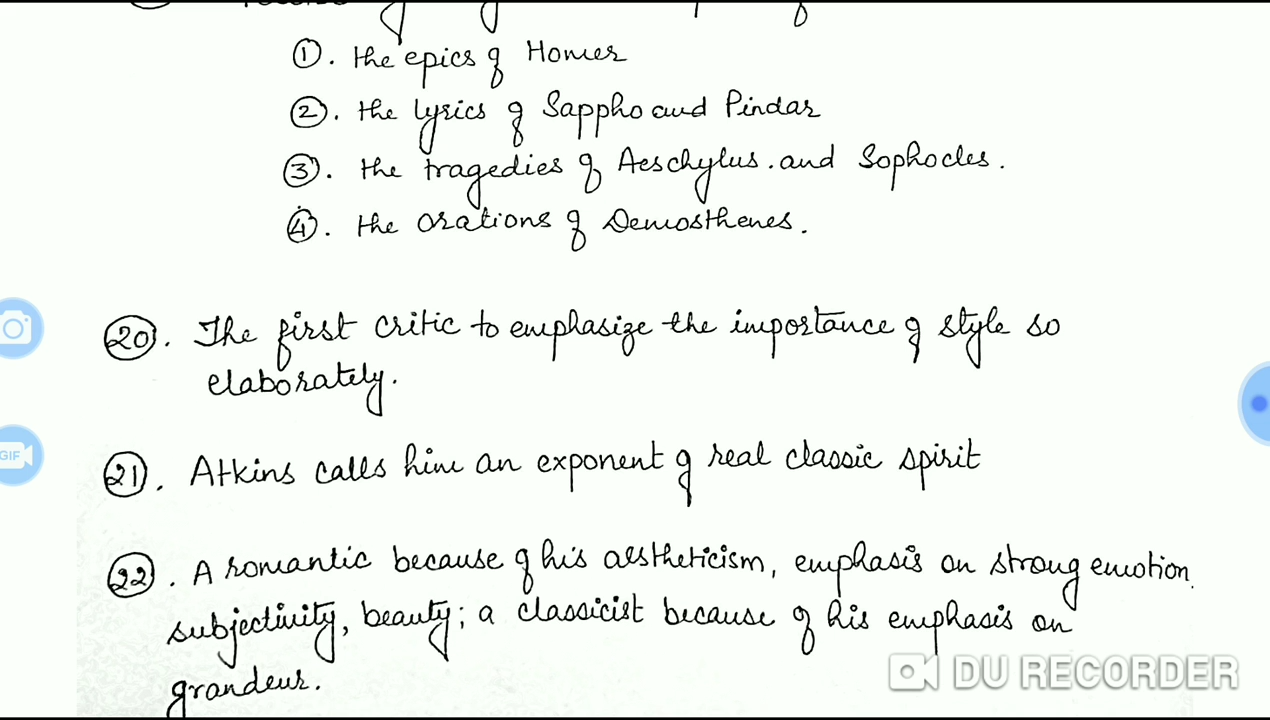 ①. the epics of Homer
②. the lyrics of Sappho and Pindar
③. the tragedies of Aeschylus. and Sophocles.
④. the orations of Demosthenes.
⑳. The first critic to emphasize the importance of style so
elaborately.
㉑. Atkins calls him an exponent of real classic spirit
㉒. A romantic because of his aestheticism, emphasis on strong emotion.
subjectivity, beauty; a classicist because of his emphasis on
grandeur.
GIF
DU RECORDER